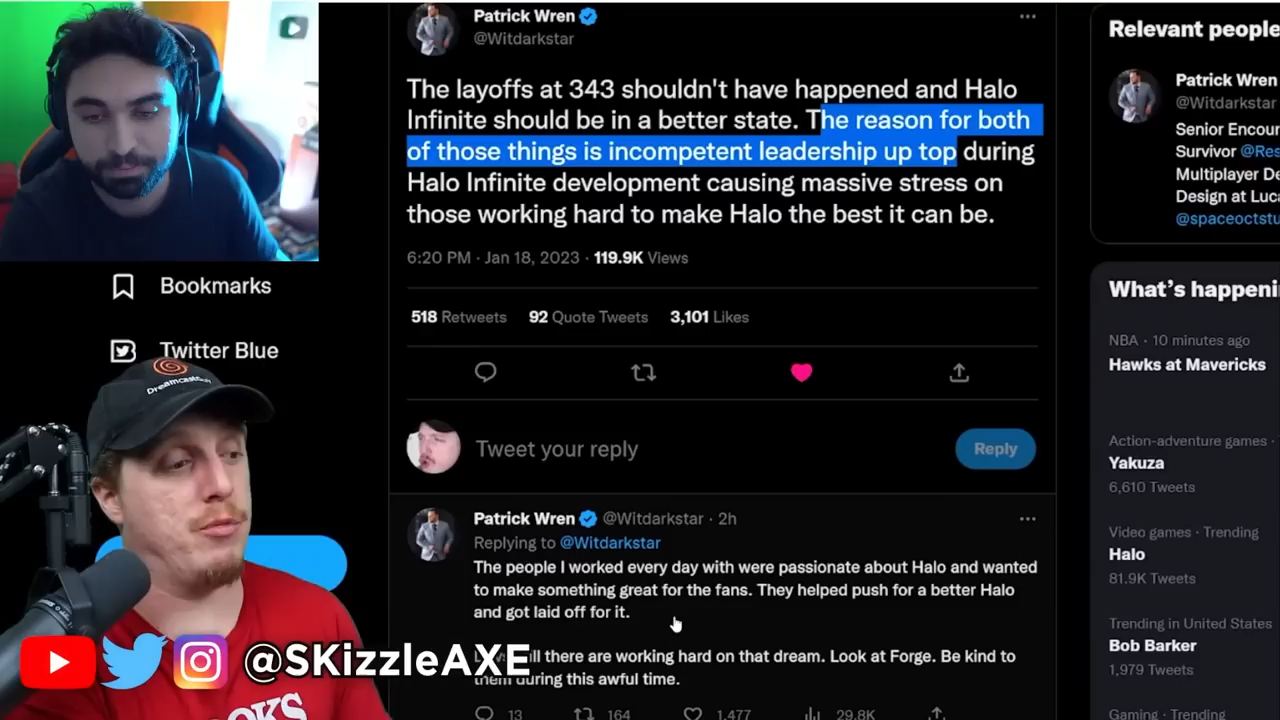 Patrick Wren
@Witdarkstar
The layoffs at 343 shouldn't have happened and Halo
Infinite should be in a better state. The reason for both
of those things is incompetent leadership up top during
Halo Infinite development causing massive stress on
those working hard to make Halo the best it can be.
6:20 PM · Jan 18, 2023 · 119.9K Views
518 Retweets 92 Quote Tweets 3,101 Likes
Tweet your reply
Reply
Patrick Wren @Witdarkstar · 2h
Replying to @Witdarkstar
The people I worked every day with were passionate about Halo and wanted
to make something great for the fans. They helped push for a better Halo
and got laid off for it.
there are working hard on that dream. Look at Forge. Be kind to
them during this awful time.
13 164 1,477 29.8K
Bookmarks
Twitter Blue
Dreamcast
@SKizzleAXE
Relevant people
Patrick Wren
@Witdarkstar
Senior Encou
Survivor @Res
Multiplayer De
Design at Luca
@spaceoctstu
What's happeni
NBA · 10 minutes ago
Hawks at Mavericks
Action-adventure games ·
Yakuza
6,610 Tweets
Video games · Trending
Halo
81.9K Tweets
Trending in United States
Bob Barker
1,979 Tweets
Gaming · Trending